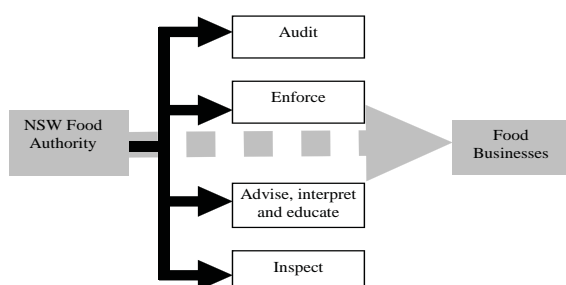 Audit
Enforce
NSW Food
Authority
Food
Businesses
Advise, interpret
and educate
Inspect